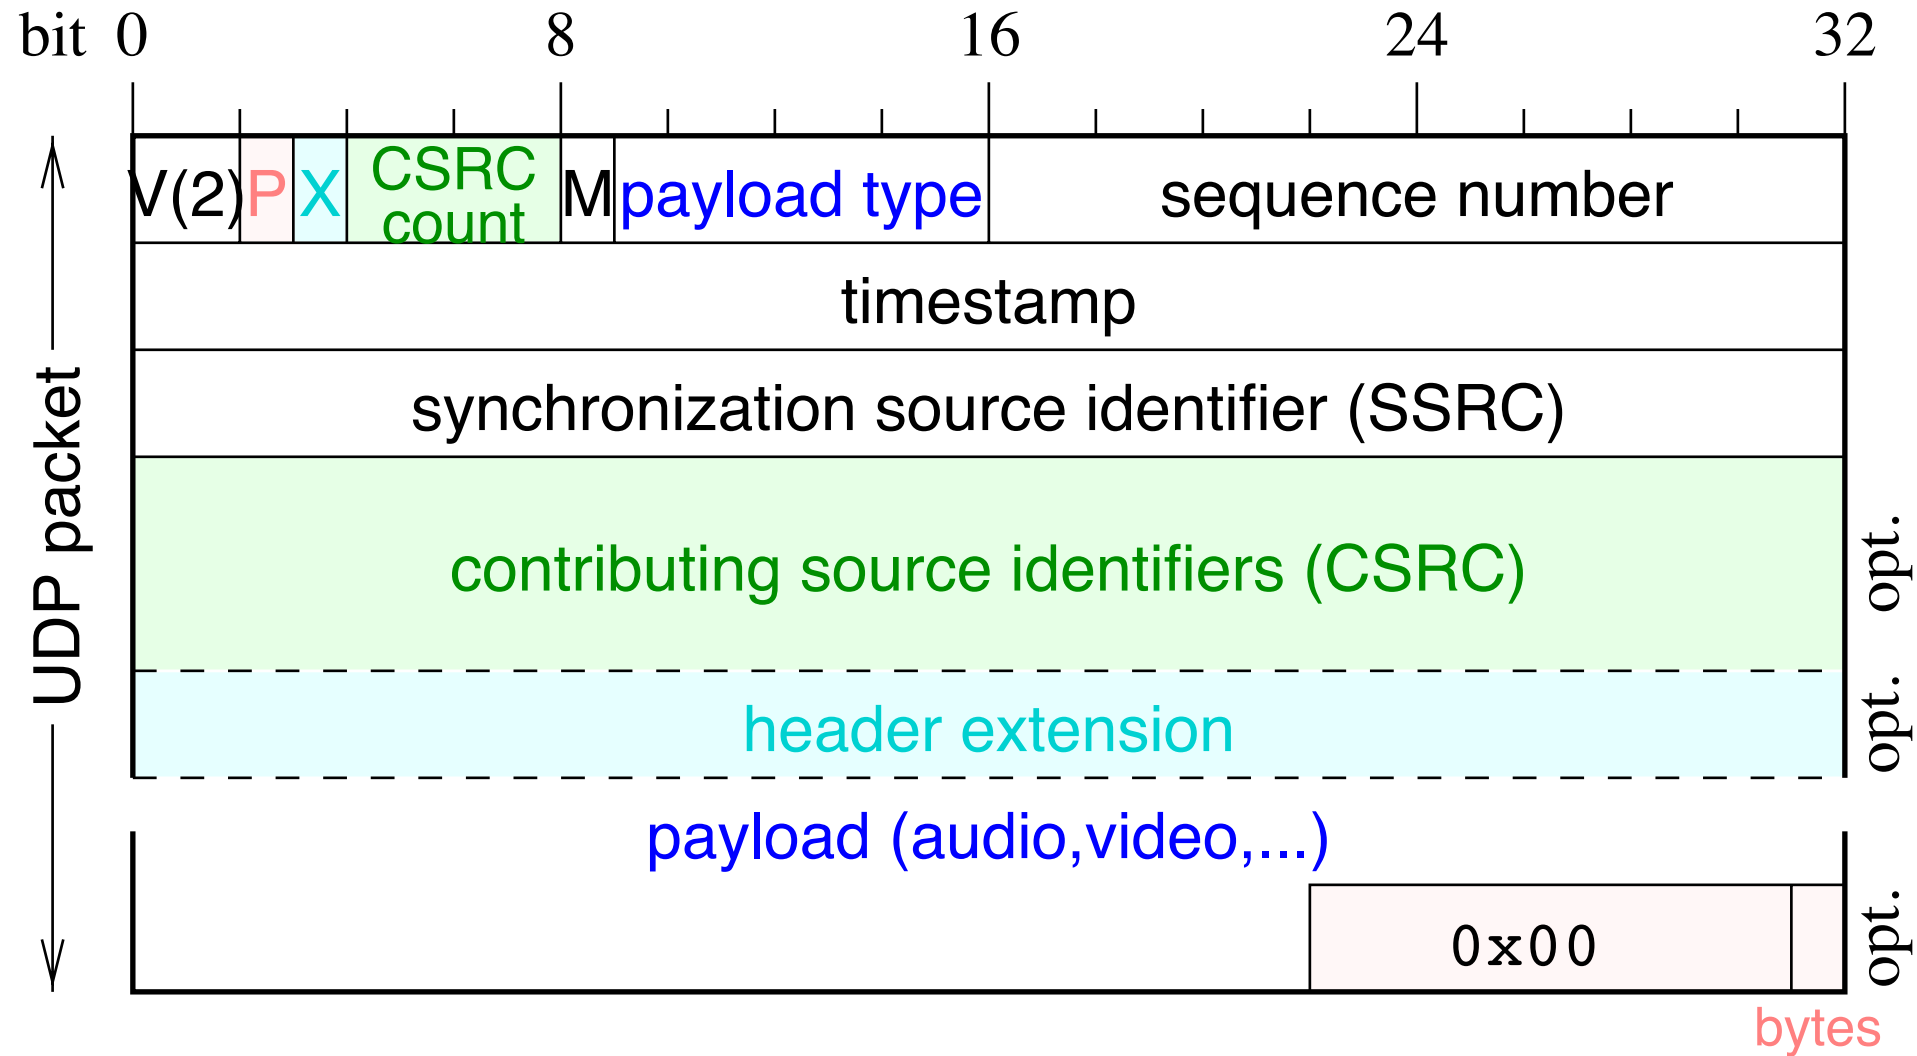 bit 0 8 16 24 32
V(2) P X CSRC count M payload type sequence number
timestamp
synchronization source identifier (SSRC)
contributing source identifiers (CSRC) opt.
header extension opt.
payload (audio,video,...)
0x00 opt.
bytes
UDP packet